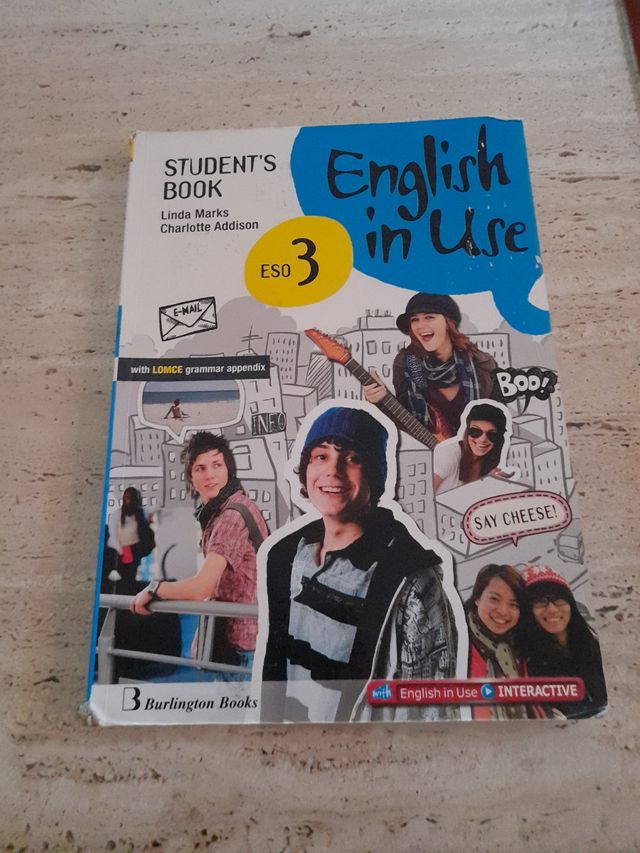 STUDENT'S
BOOK
Linda Marks
Charlotte Addison
English
in Use
ESO 3
E-MAIL
with LOMCE grammar appendix
INFO
BOO!
SAY CHEESE!
B Burlington Books
with English in Use INTERACTIVE